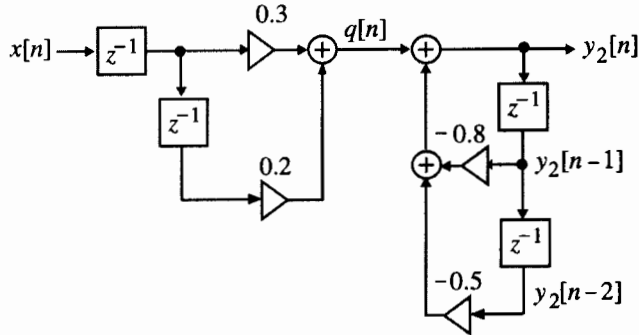 0.3
x[n] z⁻¹ + q[n] + y₂[n]
z⁻¹ z⁻¹
−0.8
0.2 + y₂[n−1]
z⁻¹
−0.5 y₂[n−2]